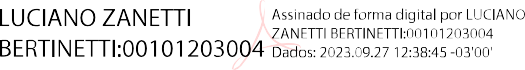 LUCIANO ZANETTI
BERTINETTI:00101203004
Assinado de forma digital por LUCIANO
ZANETTI BERTINETTI:00101203004
Dados: 2023.09.27 12:38:45 -03'00'